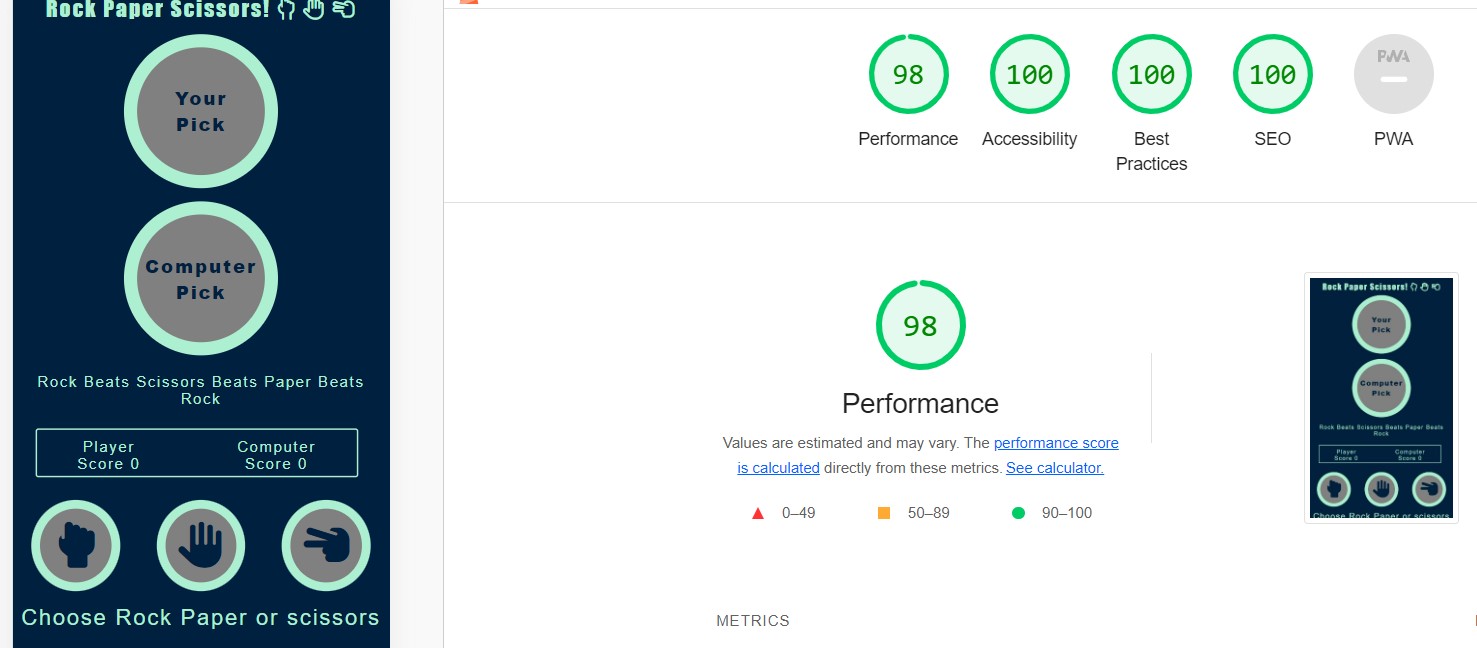 Rock Paper Scissors!
Your
Pick
Computer
Pick
Rock Beats Scissors Beats Paper Beats
Rock
Player
Score 0
Computer
Score 0
Choose Rock Paper or scissors
98
100
100
100
PWA
Performance
Accessibility
Best
Practices
SEO
PWA
98
Performance
Values are estimated and may vary. The performance score
is calculated directly from these metrics. See calculator.
0–49
50–89
90–100
METRICS
Rock Paper Scissors!
Your
Pick
Computer
Pick
Rock Beats Scissors Beats Paper Beats
Rock
Player
Score 0
Computer
Score 0
Choose Rock Paper or scissors